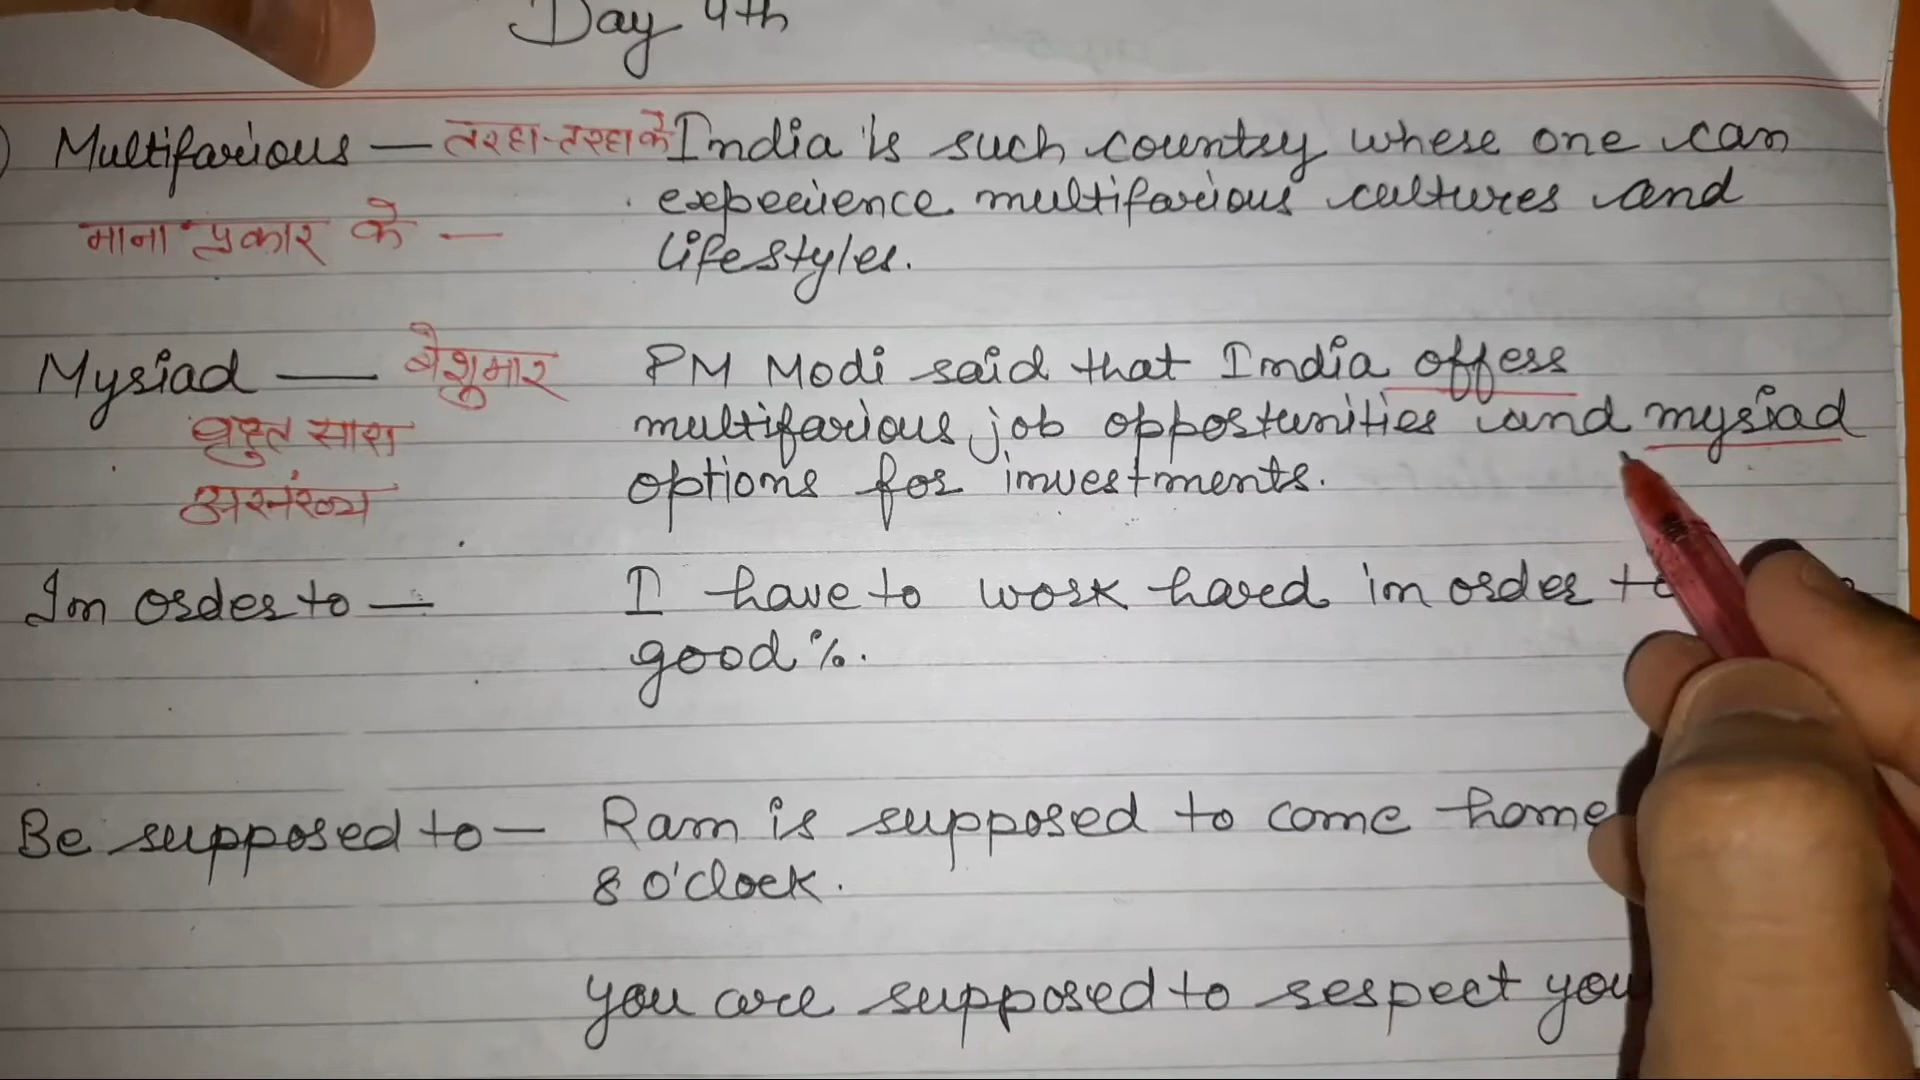 Day 4th
Multifarious — तरह-तरह के India is such country where one can
माना प्रकार के — experience multifarious cultures and
lifestyles.
Myriad — बेशुमार PM Modi said that India offers
बहुत सारा multifarious job opportunities and myriad
असंख्य options for investments.
In order to — I have to work hard in order to
good %.
Be supposed to — Ram is supposed to come home
8 o'clock.
you are supposed to respect you